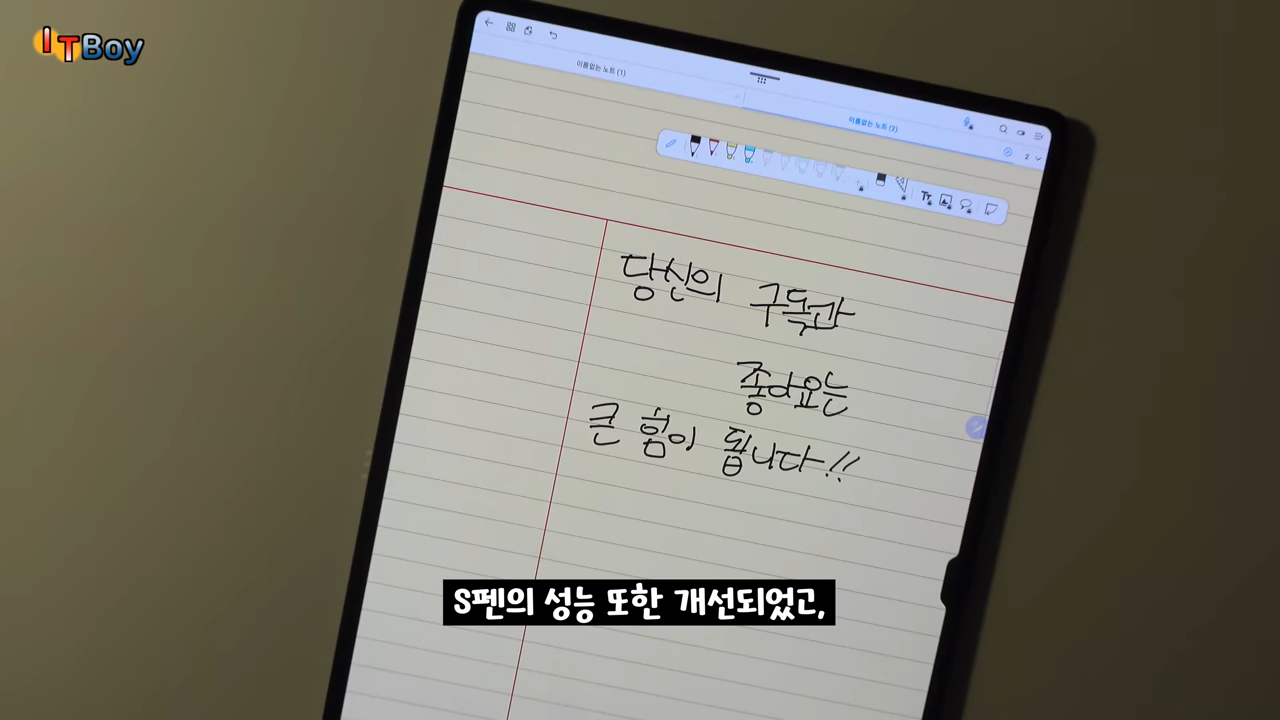 ITBoy
이름없는 노트 (1)
이름없는 노트 (2)
2
Tr
당신의 구독과
좋아요는
큰 힘이 됩니다!!
S펜의 성능 또한 개선되었고,